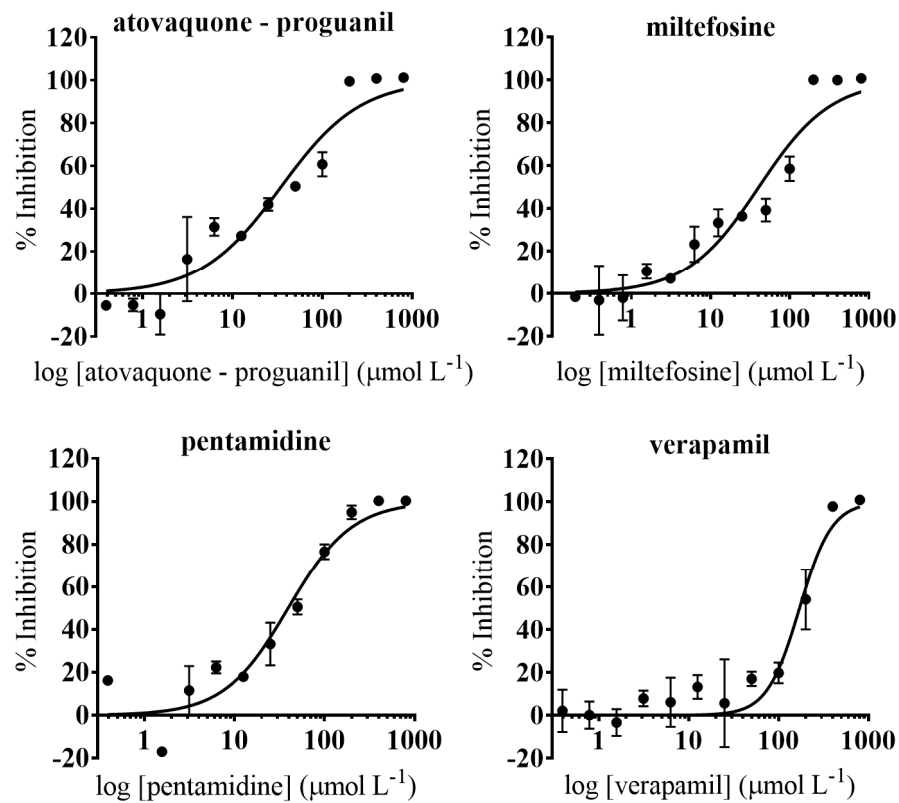 atovaquone - proguanil
120
100
80
60
40
20
0
-20
% Inhibition
1 10 100 1000
log [atovaquone - proguanil] (μmol L⁻¹)
miltefosine
120
100
80
60
40
20
0
-20
% Inhibition
1 10 100 1000
log [miltefosine] (μmol L⁻¹)
pentamidine
120
100
80
60
40
20
0
-20
% Inhibition
1 10 100 1000
log [pentamidine] (μmol L⁻¹)
verapamil
120
100
80
60
40
20
0
-20
% Inhibition
1 10 100 1000
log [verapamil] (μmol L⁻¹)